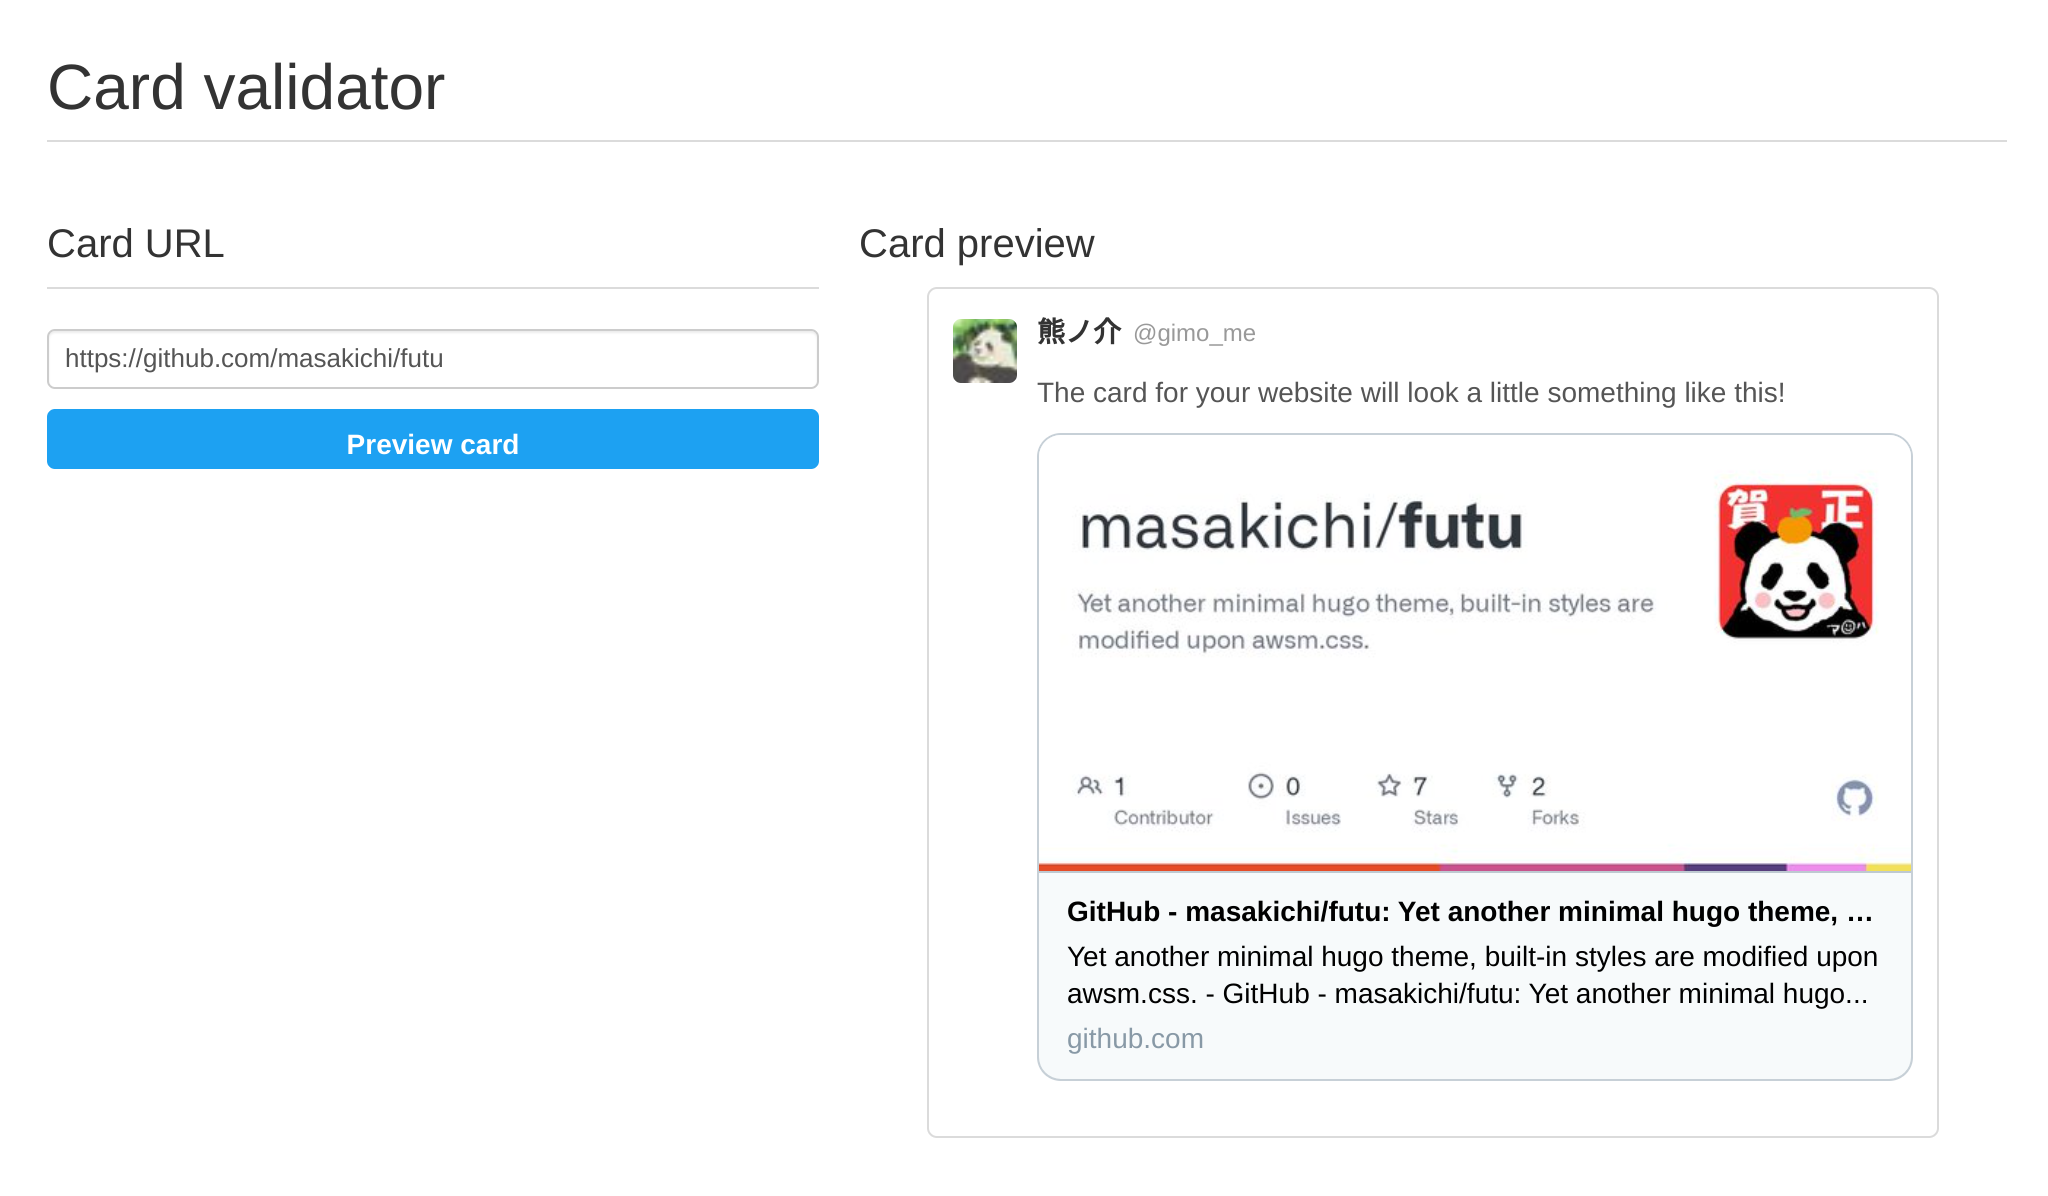 Card validator
Card URL
https://github.com/masakichi/futu
Preview card
Card preview
熊ノ介 @gimo_me
The card for your website will look a little something like this!
masakichi/futu
賀 正
Yet another minimal hugo theme, built-in styles are
modified upon awsm.css.
1 0 7 2
Contributor Issues Stars Forks
GitHub - masakichi/futu: Yet another minimal hugo theme, …
Yet another minimal hugo theme, built-in styles are modified upon
awsm.css. - GitHub - masakichi/futu: Yet another minimal hugo...
github.com